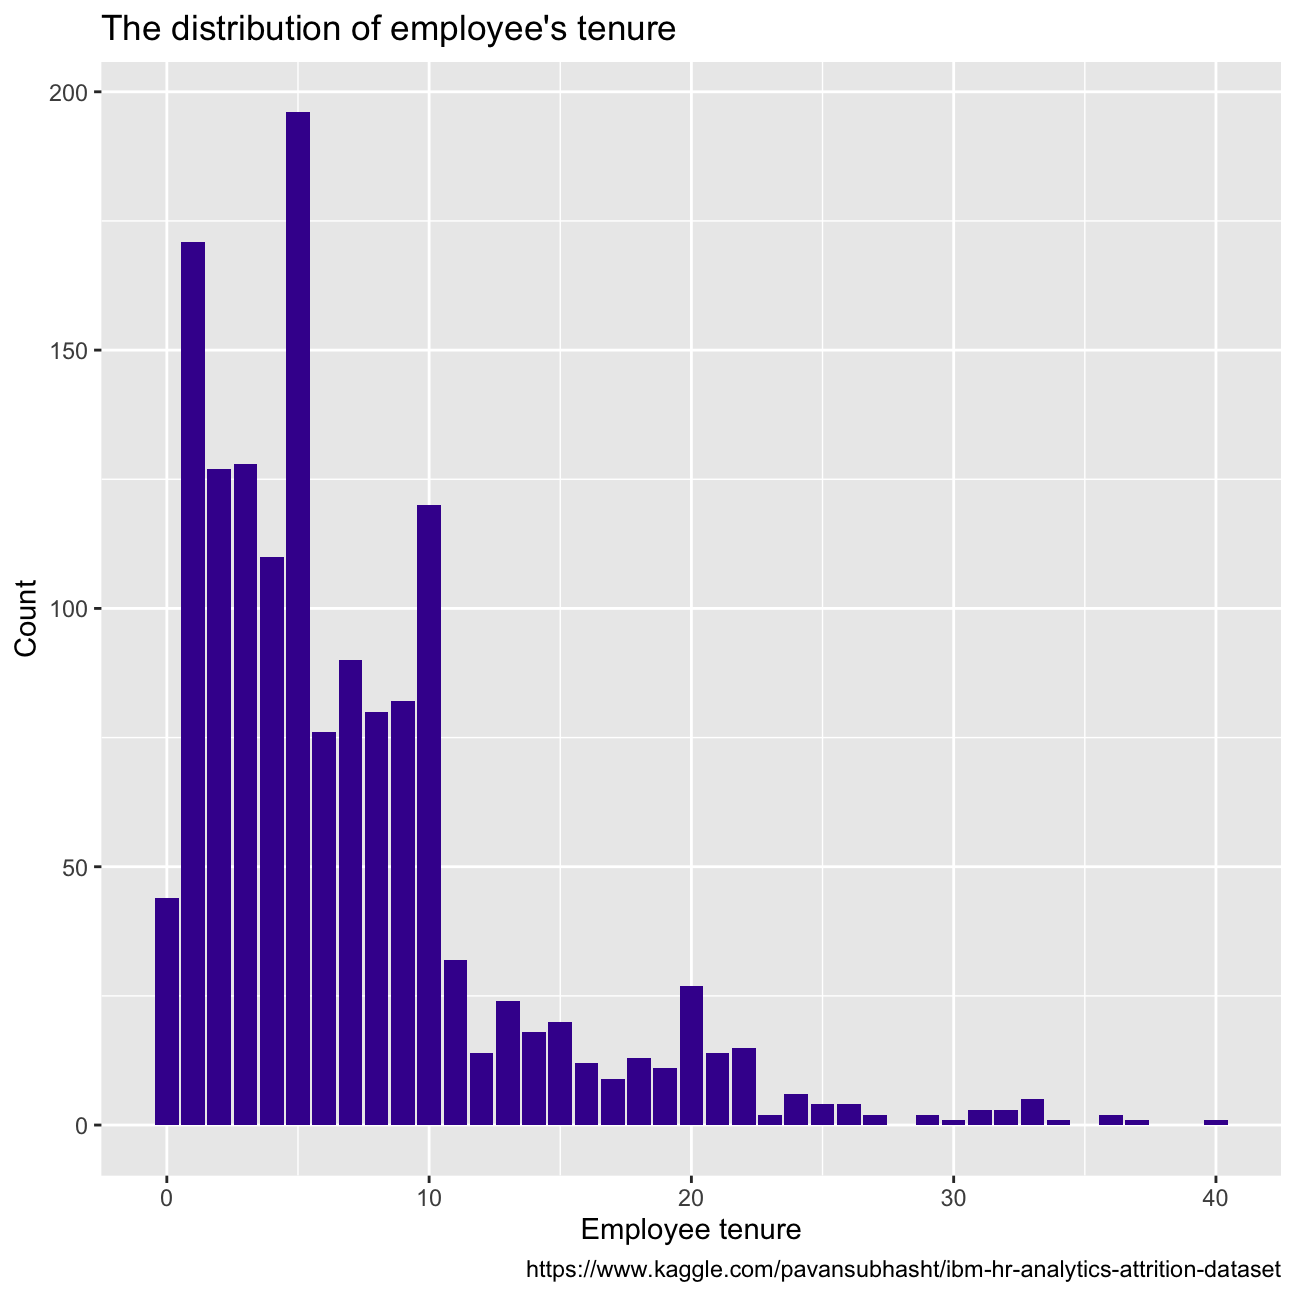 The distribution of employee's tenure
200
150
100
50
0
Count
0 10 20 30 40
Employee tenure
https://www.kaggle.com/pavansubhasht/ibm-hr-analytics-attrition-dataset